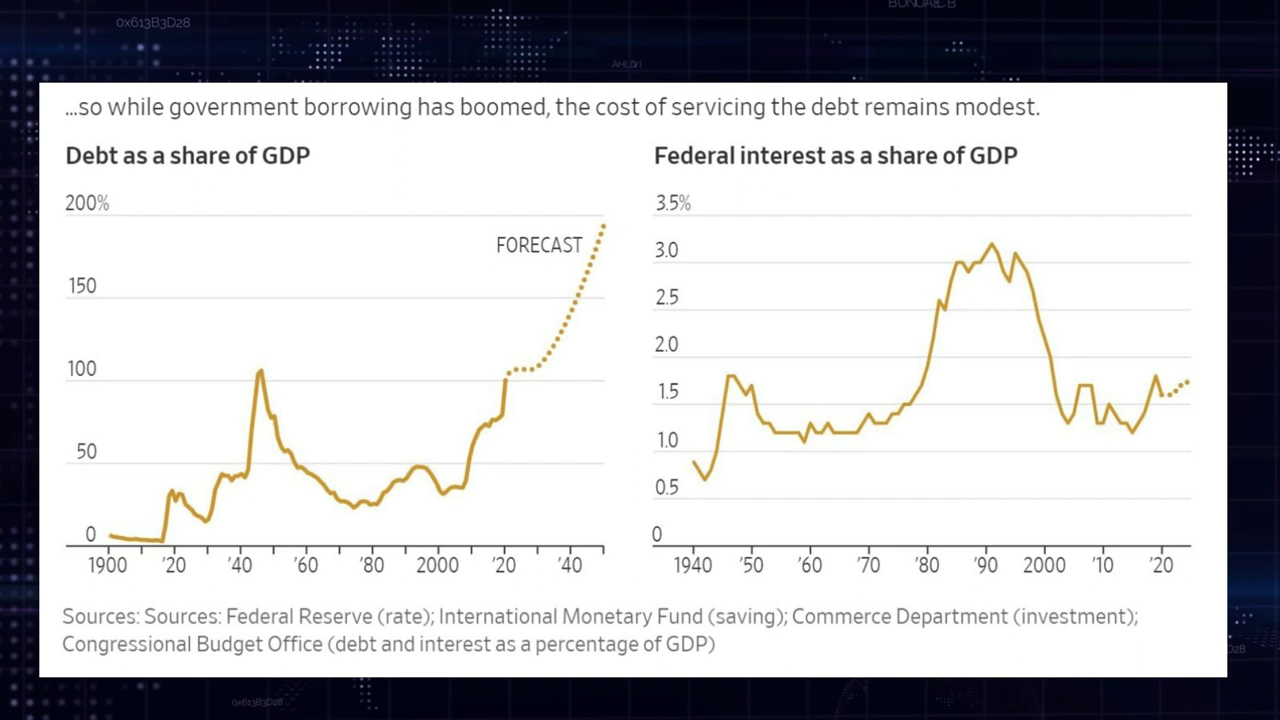 0x613B3D28
...so while government borrowing has boomed, the cost of servicing the debt remains modest.
Debt as a share of GDP
200%
150
100
50
0
FORECAST
1900 '20 '40 '60 '80 2000 '20 '40
Federal interest as a share of GDP
3.5%
3.0
2.5
2.0
1.5
1.0
0.5
0
1940 '50 '60 '70 '80 '90 2000 '10 '20
Sources: Sources: Federal Reserve (rate); International Monetary Fund (saving); Commerce Department (investment);
Congressional Budget Office (debt and interest as a percentage of GDP)
0x613B3D28